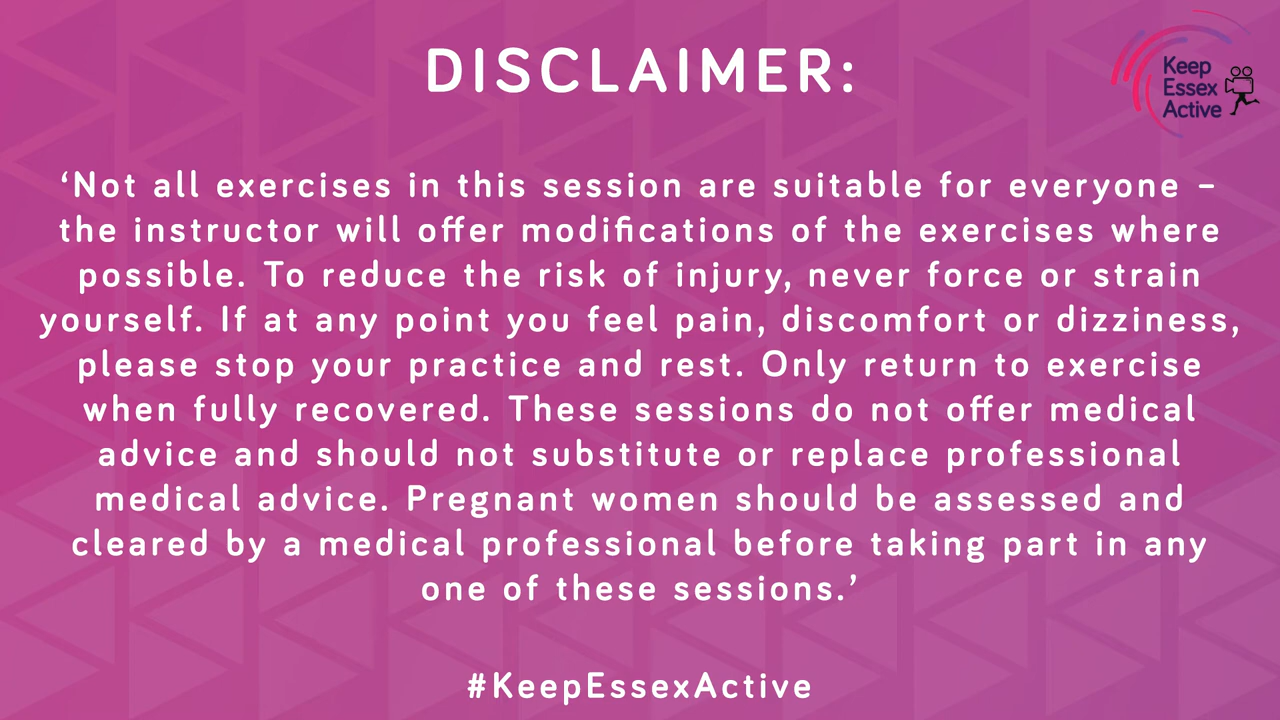 DISCLAIMER:
Keep
Essex
Active
‘Not all exercises in this session are suitable for everyone –
the instructor will offer modifications of the exercises where
possible. To reduce the risk of injury, never force or strain
yourself. If at any point you feel pain, discomfort or dizziness,
please stop your practice and rest. Only return to exercise
when fully recovered. These sessions do not offer medical
advice and should not substitute or replace professional
medical advice. Pregnant women should be assessed and
cleared by a medical professional before taking part in any
one of these sessions.’
#KeepEssexActive